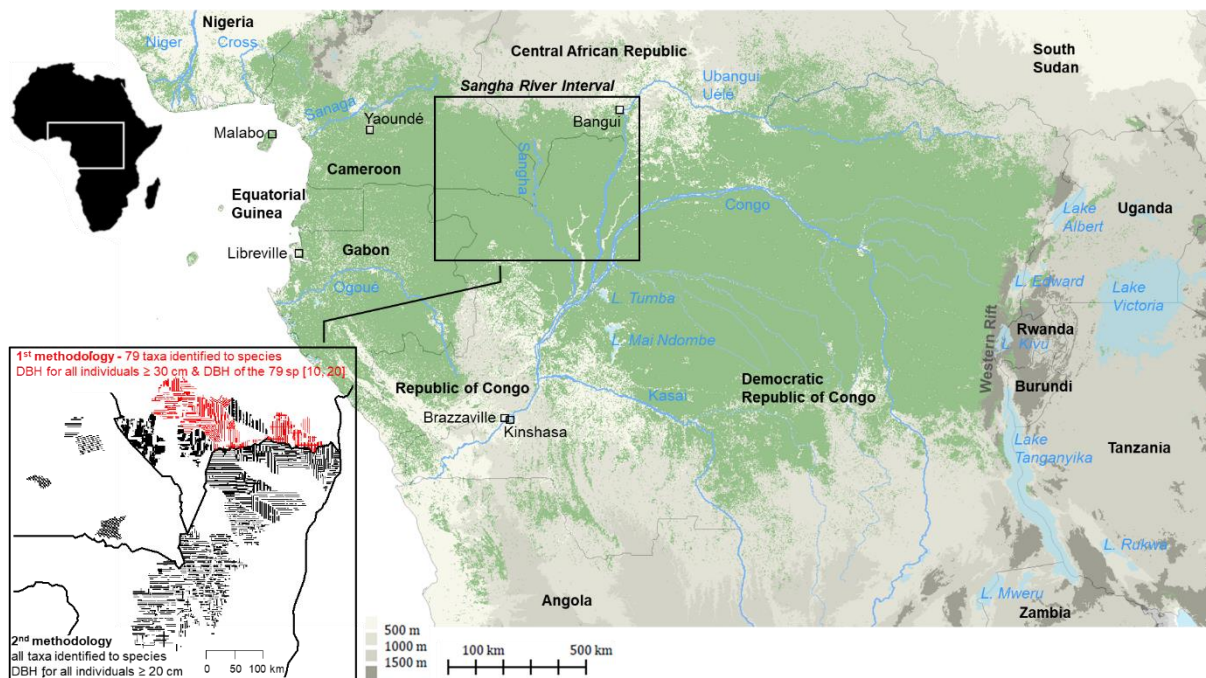 Nigeria
Niger
Cross
Central African Republic
South
Sudan
Sangha River Interval
Ubangui
Uélé
Sanaga
Yaoundé
Bangui
Malabo
Cameroon
Sangha
Equatorial
Guinea
Congo
Lake
Albert
Uganda
Libreville
Gabon
Ogoué
L. Edward
L. Tumba
Lake
Victoria
Western Rift
Rwanda
L. Kivu
L. Mai Ndombe
Burundi
1st methodology - 79 taxa identified to species
DBH for all individuals ≥ 30 cm & DBH of the 79 sp [10, 20]
Republic of Congo
Kasai
Democratic
Republic of Congo
Brazzaville
Kinshasa
Lake
Tanganyika
Tanzania
L. Rukwa
L. Mweru
Angola
Zambia
2nd methodology
all taxa identified to species
DBH for all individuals ≥ 20 cm
0 50 100 km
500 m
1000 m
1500 m
100 km
500 km